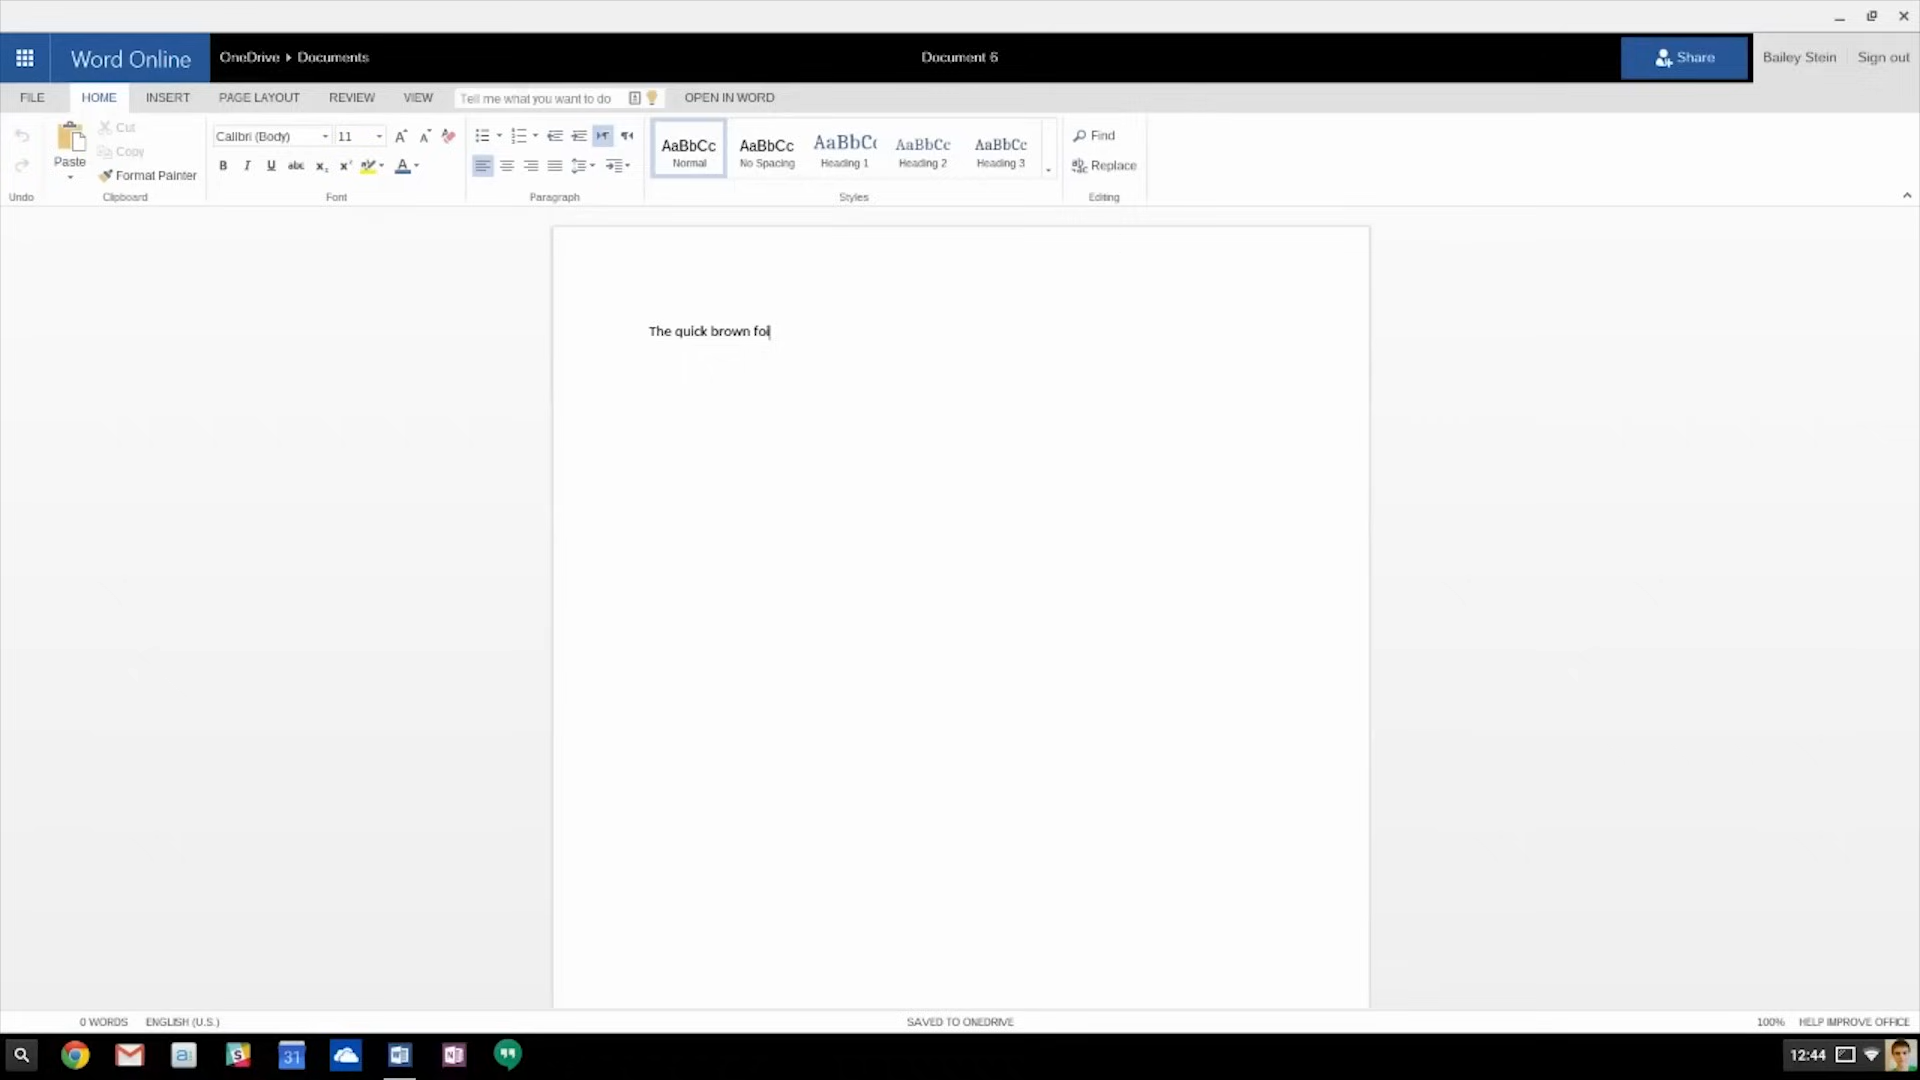 Word Online
OneDrive ▸ Documents
Document 6
Share
Bailey Stein
Sign out
FILE
HOME
INSERT
PAGE LAYOUT
REVIEW
VIEW
Tell me what you want to do
OPEN IN WORD
Paste
Cut
Copy
Format Painter
Calibri (Body)
11
B I U abc
AaBbCc
Normal
AaBbCc
No Spacing
AaBbCc
Heading 1
AaBbCc
Heading 2
AaBbCc
Heading 3
Find
Replace
Undo
Clipboard
Font
Paragraph
Styles
Editing
The quick brown foi
0 WORDS
ENGLISH (U.S.)
SAVED TO ONEDRIVE
100%
HELP IMPROVE OFFICE
31
12:44